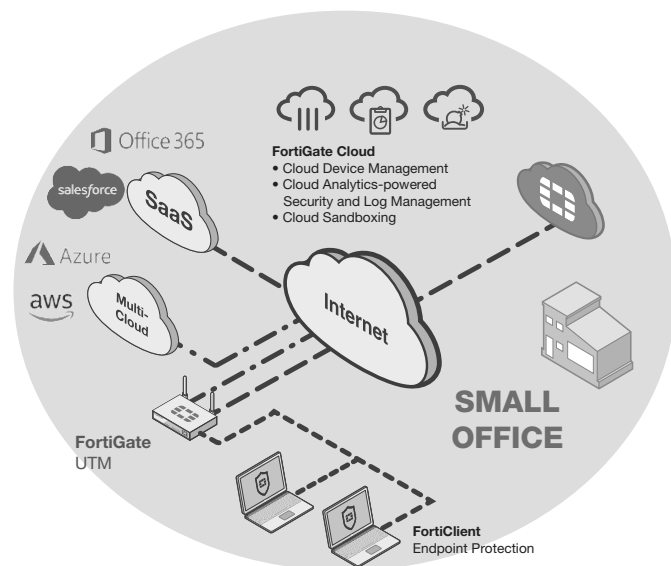 Office 365
salesforce
SaaS
FortiGate Cloud
• Cloud Device Management
• Cloud Analytics-powered
Security and Log Management
• Cloud Sandboxing
Azure
aws
Multi-
Cloud
Internet
SMALL
OFFICE
FortiGate
UTM
FortiClient
Endpoint Protection